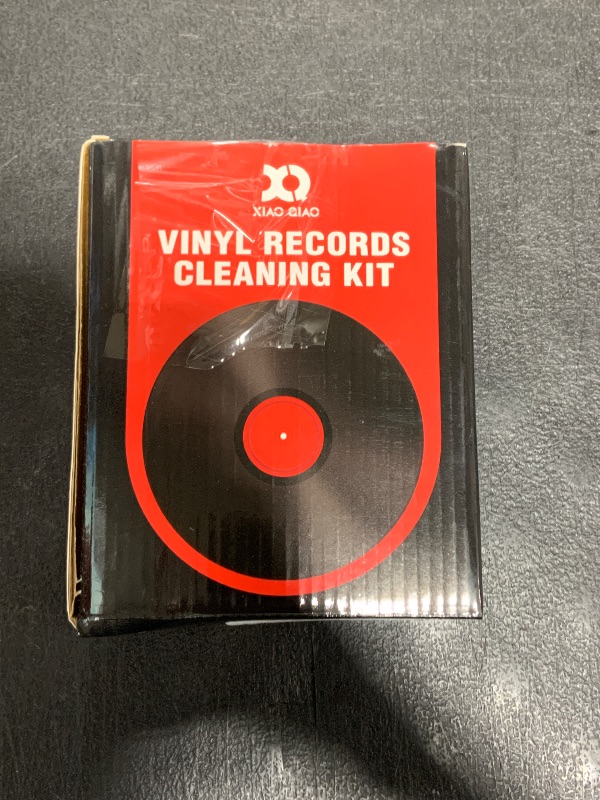 XIAO QIAO
VINYL RECORDS
CLEANING KIT